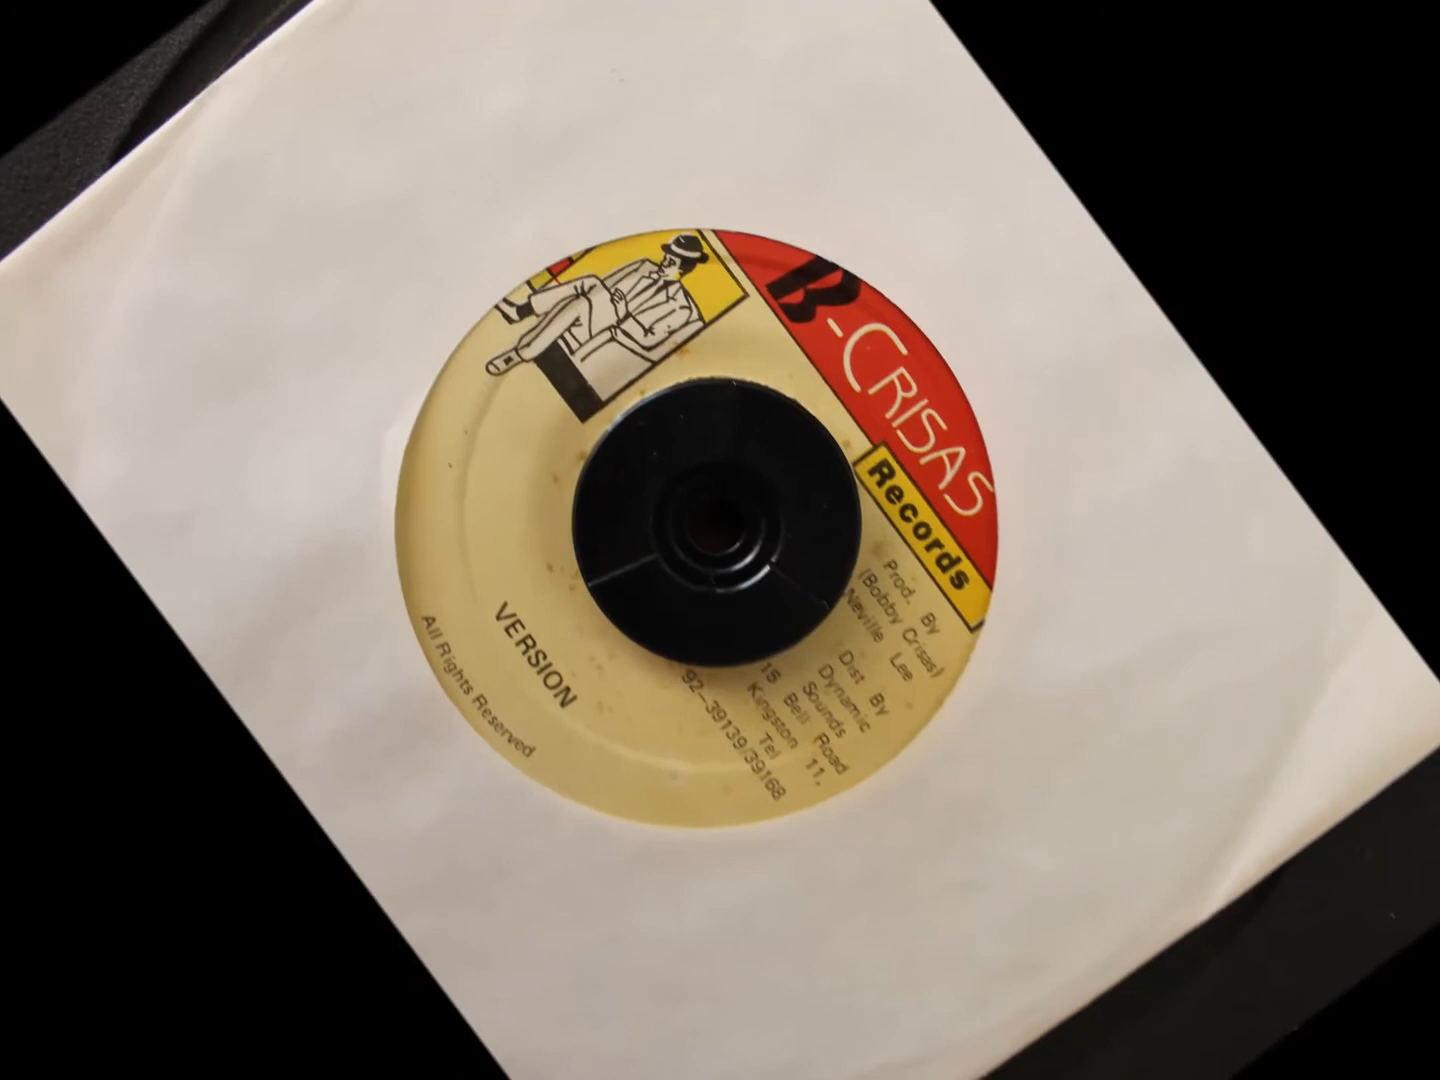 B-CRISAS
Records
Prod. By
(Bobby Crisas)
Neville Lee
Dist By
Dynamic
Sounds
15 Bell Road
Kingston 11,
Tel
92-39139/39168
VERSION
All Rights Reserved